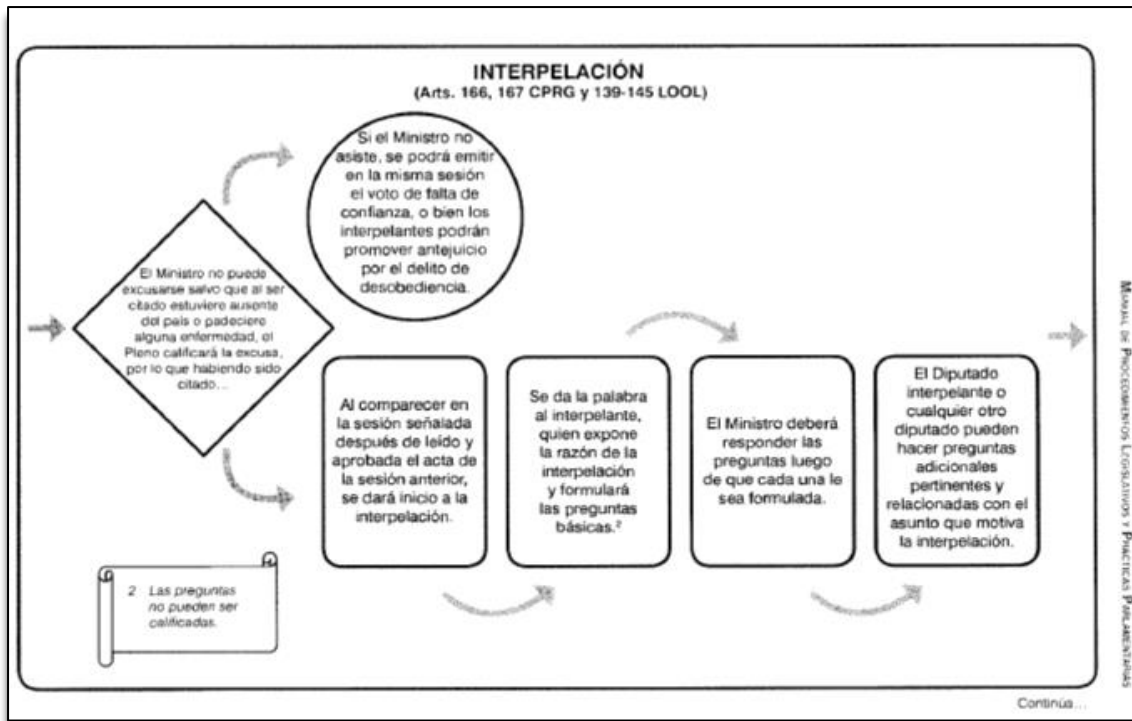 INTERPELACIÓN
(Arts. 166, 167 CPRG y 139-145 LOOL)
Si el Ministro no
asiste, se podrá emitir
en la misma sesión
el voto de falta de
confianza, o bien los
interpelantes podrán
promover antejuicio
por el delito de
desobediencia.
El Ministro no puede
excusarse salvo que al ser
citado estuviere ausente
del país o padeciere
alguna enfermedad, el
Pleno calificará la excusa,
por lo que habiendo sido
citado...
Al comparecer en
la sesión señalada
después de leído y
aprobada el acta de
la sesión anterior,
se dará inicio a la
interpelación.
Se da la palabra
al interpelante,
quien expone
la razón de la
interpelación
y formulará
las preguntas
básicas.²
El Ministro deberá
responder las
preguntas luego
de que cada una le
sea formulada.
El Diputado
interpelante o
cualquier otro
diputado pueden
hacer preguntas
adicionales
pertinentes y
relacionadas con el
asunto que motiva
la interpelación.
2 Las preguntas
no pueden ser
calificadas.
MANUAL DE PROCEDIMIENTOS LEGISLATIVOS Y PRÁCTICAS PARLAMENTARIAS
Continúa...